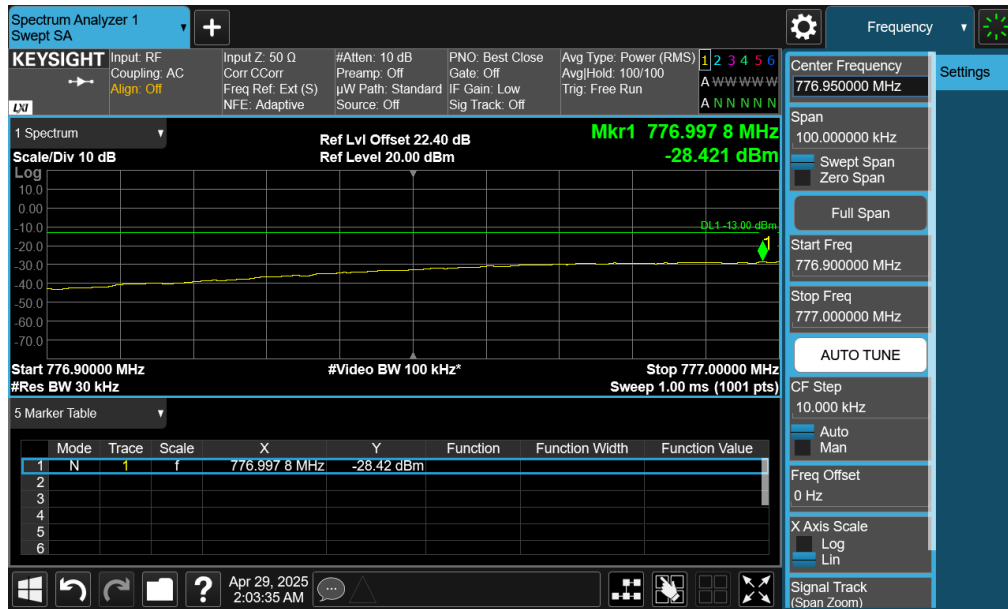 Spectrum Analyzer 1
Swept SA
+
Frequency
KEYSIGHT
LXI
Input: RF
Coupling: AC
Align: Off
Input Z: 50 Ω
Corr CCorr
Freq Ref: Ext (S)
NFE: Adaptive
#Atten: 10 dB
Preamp: Off
µW Path: Standard
Source: Off
PNO: Best Close
Gate: Off
IF Gain: Low
Sig Track: Off
Avg Type: Power (RMS)
Avg|Hold: 100/100
Trig: Free Run
1 2 3 4 5 6
A W W W W W
A N N N N N
1 Spectrum
Scale/Div 10 dB
Ref Lvl Offset 22.40 dB
Ref Level 20.00 dBm
Mkr1 776.997 8 MHz
-28.421 dBm
Log
10.0
0.00
-10.0
-20.0
-30.0
-40.0
-50.0
-60.0
-70.0
DL1 -13.00 dBm
1
Start 776.90000 MHz
#Video BW 100 kHz*
Stop 777.00000 MHz
#Res BW 30 kHz
Sweep 1.00 ms (1001 pts)
5 Marker Table
Mode Trace Scale X Y Function Function Width Function Value
1 N 1 f 776.997 8 MHz -28.42 dBm
2
3
4
5
6
?
Apr 29, 2025
2:03:35 AM
Center Frequency
776.950000 MHz
Settings
Span
100.000000 kHz
Swept Span
Zero Span
Full Span
Start Freq
776.900000 MHz
Stop Freq
777.000000 MHz
AUTO TUNE
CF Step
10.000 kHz
Auto
Man
Freq Offset
0 Hz
X Axis Scale
Log
Lin
Signal Track
(Span Zoom)